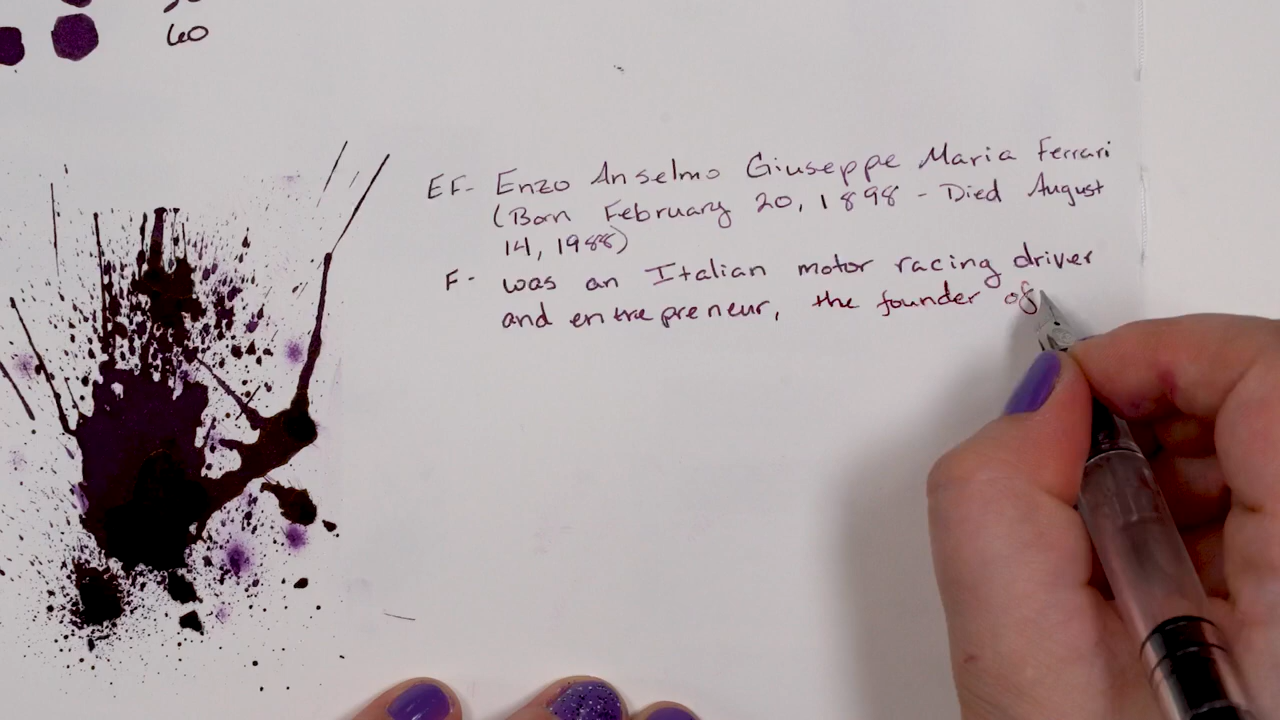 60
EF- Enzo Anselmo Giuseppe Maria Ferrari
(Born February 20, 1898 - Died August
14, 1988)
F- was an Italian motor racing driver
and entrepreneur, the founder of